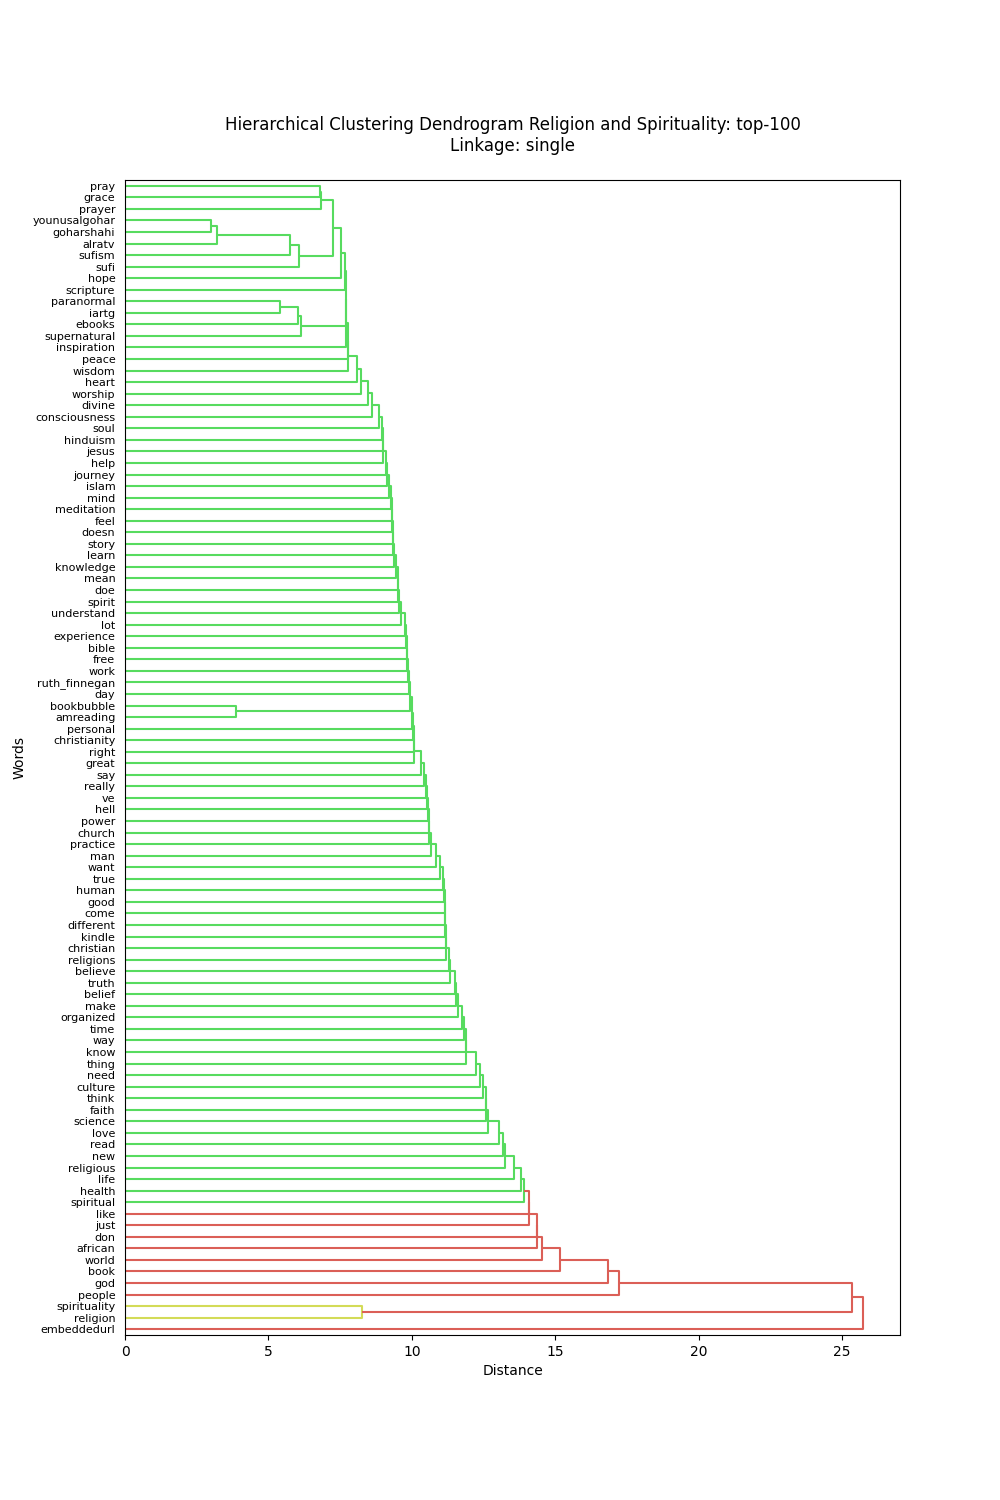 Hierarchical Clustering Dendrogram Religion and Spirituality: top-100
Linkage: single
pray
grace
prayer
younusalgohar
goharshahi
alratv
sufism
sufi
hope
scripture
paranormal
iartg
ebooks
supernatural
inspiration
peace
wisdom
heart
worship
divine
consciousness
soul
hinduism
jesus
help
journey
islam
mind
meditation
feel
doesn
story
learn
knowledge
mean
doe
spirit
understand
lot
experience
bible
free
work
ruth_finnegan
day
bookbubble
amreading
personal
christianity
right
great
say
really
ve
hell
power
church
practice
man
want
true
human
good
come
different
kindle
christian
religions
believe
truth
belief
make
organized
time
way
know
thing
need
culture
think
faith
science
love
read
new
religious
life
health
spiritual
like
just
don
african
world
book
god
people
spirituality
religion
embeddedurl
Words
0 5 10 15 20 25
Distance